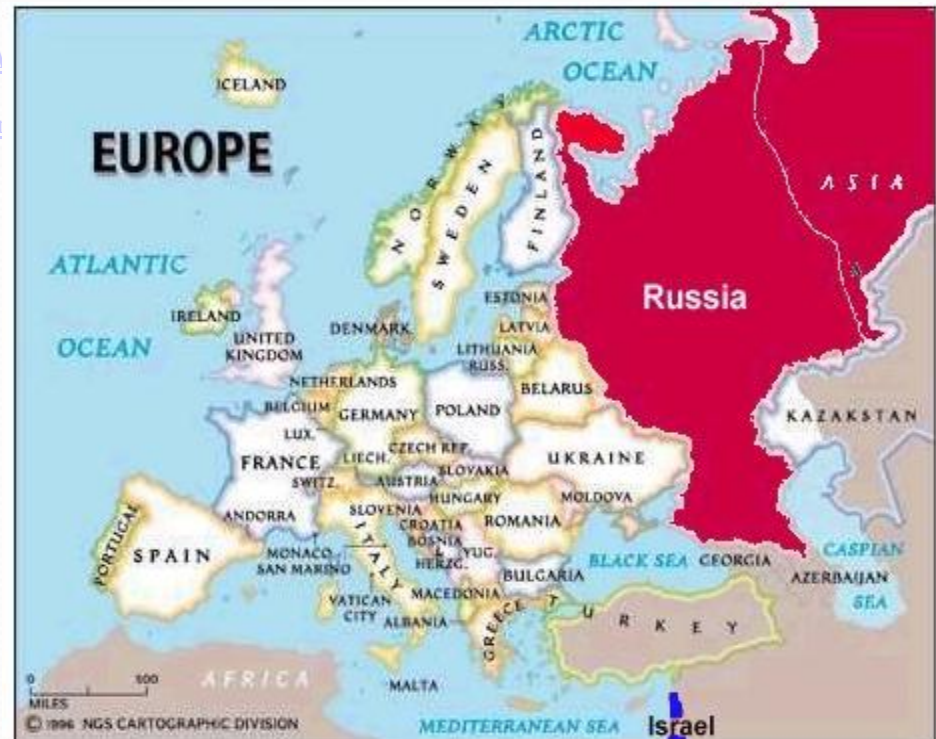 ARCTIC
OCEAN
ICELAND
EUROPE
NORWAY
SWEDEN
FINLAND
ASIA
ATLANTIC
OCEAN
Russia
ESTONIA
IRELAND
UNITED
KINGDOM
DENMARK
LATVIA
LITHUANIA
RUSS.
NETHERLANDS
BELARUS
BELGIUM
GERMANY
POLAND
KAZAKSTAN
LUX.
CZECH REP.
FRANCE
LIECH.
UKRAINE
SLOVAKIA
SWITZ.
AUSTRIA
HUNGARY
MOLDOVA
SLOVENIA
ANDORRA
CROATIA
ROMANIA
PORTUGAL
SPAIN
BOSNIA
&
HERZG.
YUG.
MONACO
SAN MARINO
ITALY
BLACK SEA
GEORGIA
CASPIAN
SEA
BULGARIA
AZERBAIJAN
VATICAN
CITY
MACEDONIA
ALBANIA
GREECE
TURKEY
AFRICA
MALTA
0 500
MILES
© 1996 NGS CARTOGRAPHIC DIVISION
MEDITERRANEAN SEA
Israel